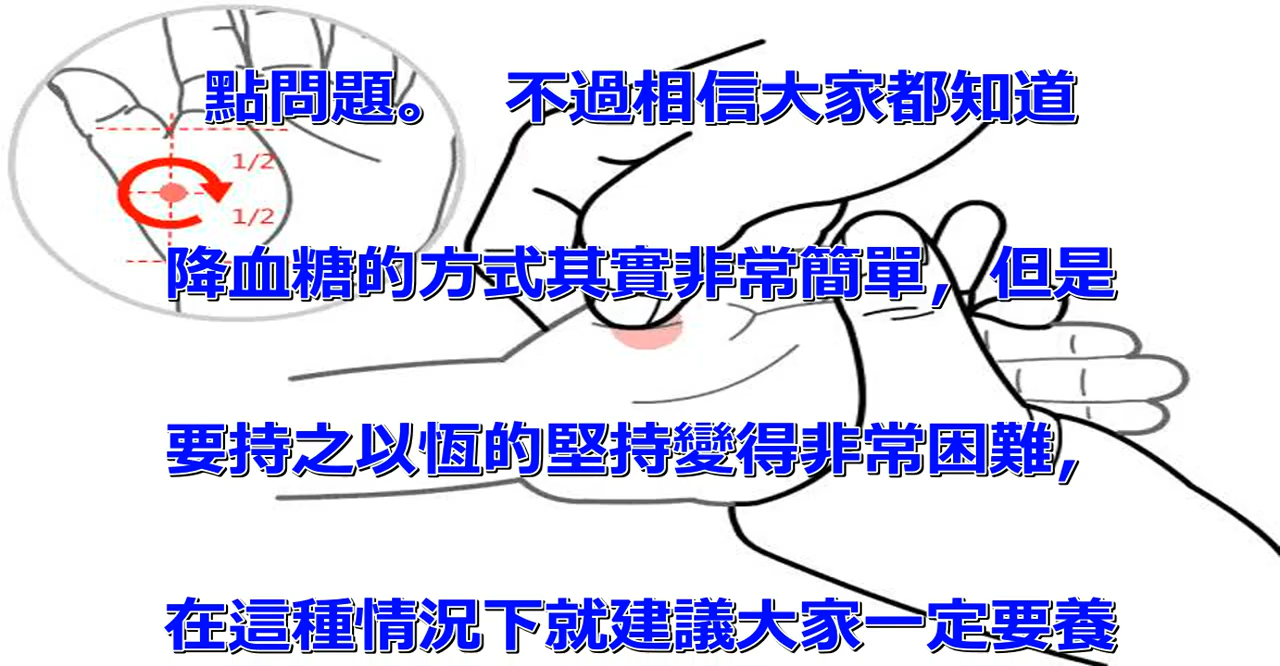 點問題。 不過相信大家都知道
1/2
1/2
降血糖的方式其實非常簡單，但是
要持之以恆的堅持變得非常困難，
在這種情況下就建議大家一定要養